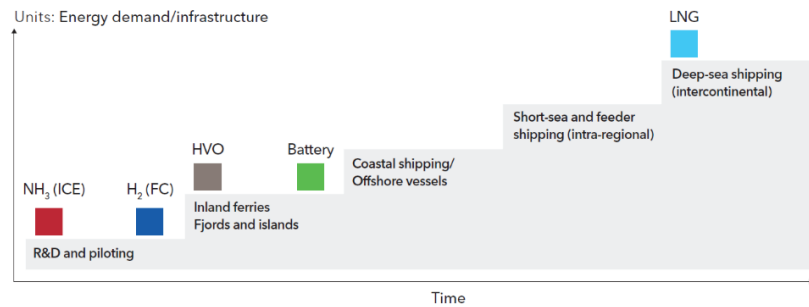 Units: Energy demand/infrastructure
LNG
Deep-sea shipping
(intercontinental)
Short-sea and feeder
shipping (intra-regional)
HVO
Battery
Coastal shipping/
Offshore vessels
NH₃ (ICE)
H₂ (FC)
Inland ferries
Fjords and islands
R&D and piloting
Time